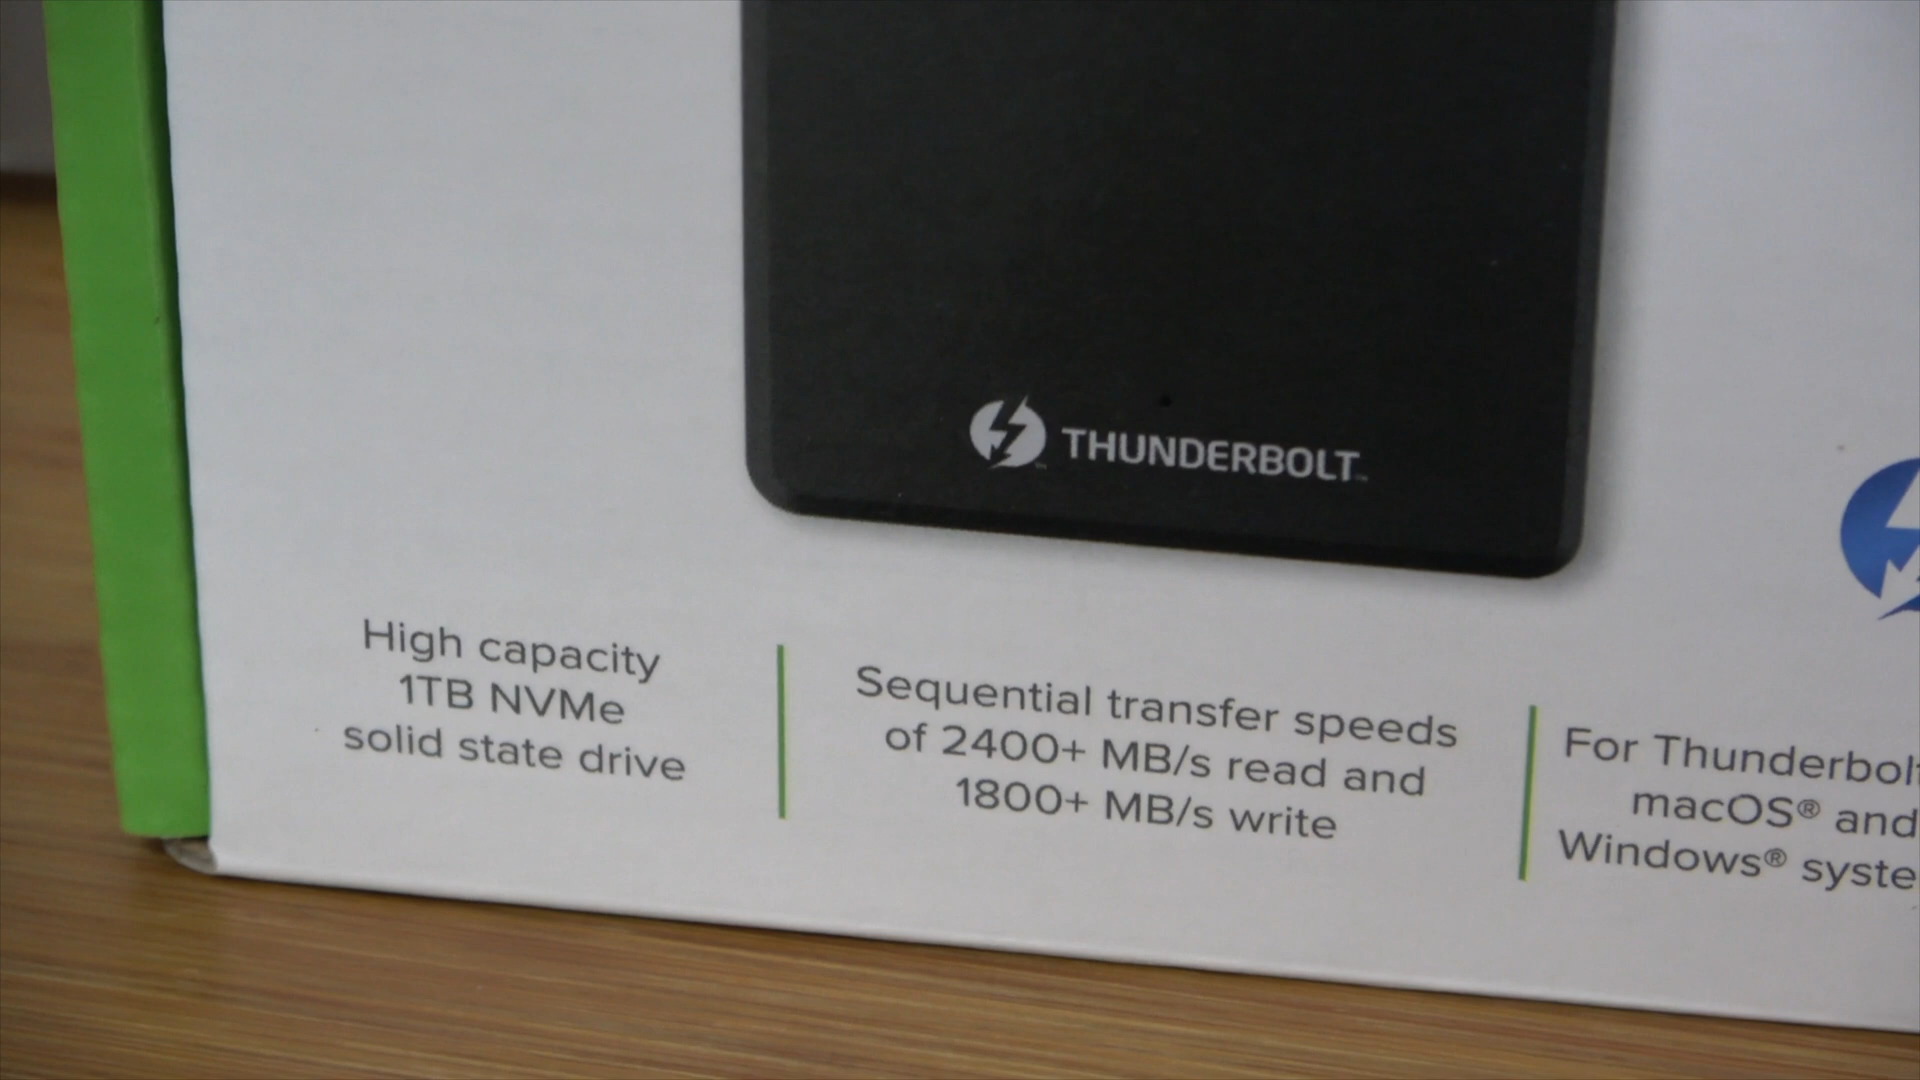 THUNDERBOLT™
High capacity
1TB NVMe
solid state drive
Sequential transfer speeds
of 2400+ MB/s read and
1800+ MB/s write
For Thunderbolt
macOS® and
Windows® syste